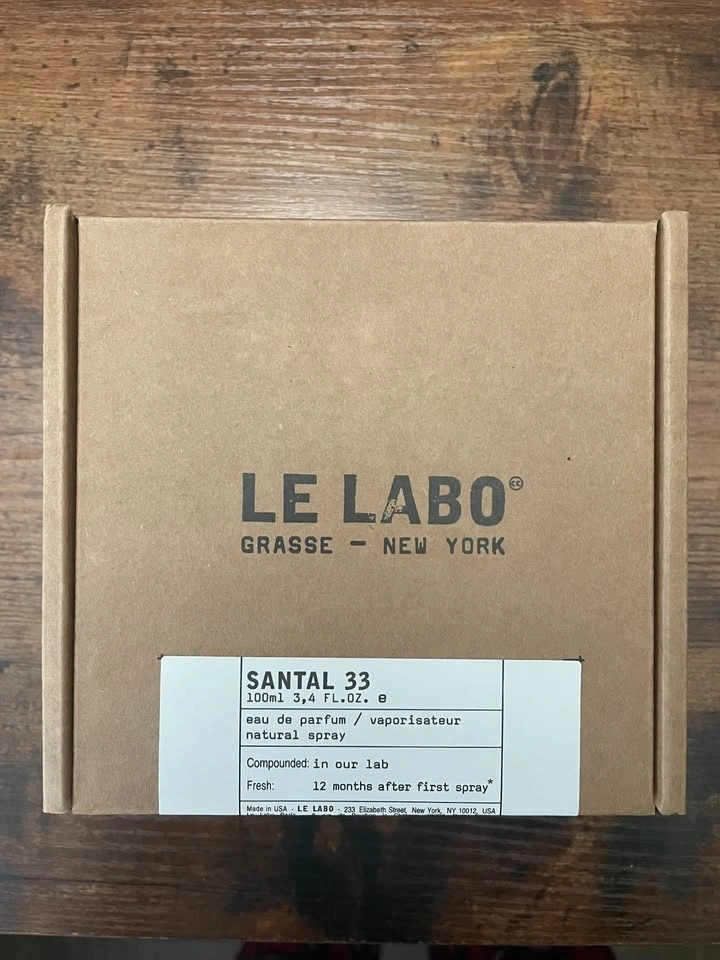 LE LABO
GRASSE — NEW YORK
SANTAL 33
100ml 3,4 FL.OZ. e
eau de parfum / vaporisateur
natural spray
Compounded: in our lab
Fresh: 12 months after first spray*
Made in USA - LE LABO - 233 Elizabeth Street, New York, NY 10012, USA